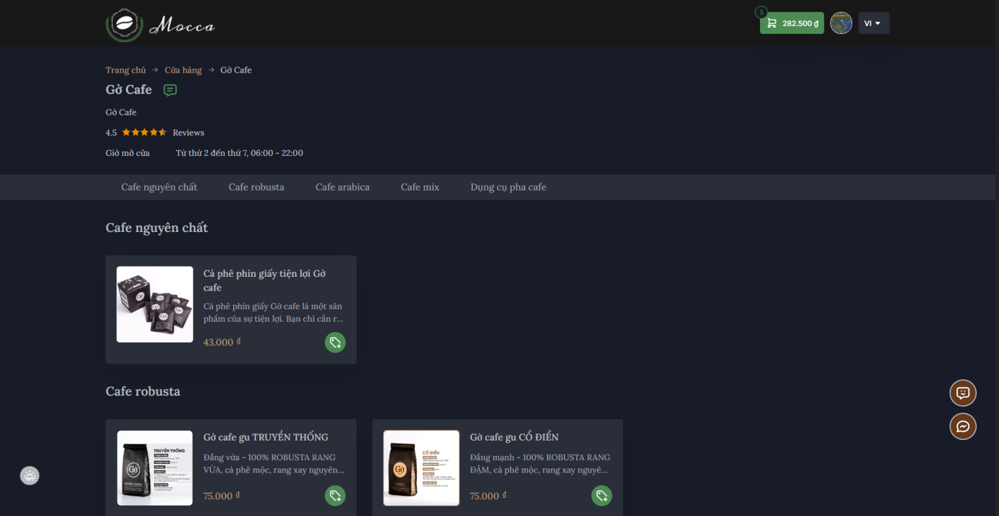 Mocca
5
282.500 ₫
VI
Trang chủ → Cửa hàng → Gờ Cafe
Gờ Cafe
Gờ Cafe
4.5 Reviews
Giờ mở cửa Từ thứ 2 đến thứ 7, 06:00 - 22:00
Cafe nguyên chất Cafe robusta Cafe arabica Cafe mix Dụng cụ pha cafe
Cafe nguyên chất
Cà phê phin giấy tiện lợi Gờ
cafe
Cà phê phin giấy Gờ cafe là một sản
phẩm của sự tiện lợi. Bạn chỉ cần r...
43.000 ₫
Cafe robusta
Gờ cafe gu TRUYỀN THỐNG
Đắng vừa - 100% ROBUSTA RANG
VỪA, cà phê mộc, rang xay nguyên...
75.000 ₫
TRUYỀN THỐNG
Gờ
Gờ cafe gu CỔ ĐIỂN
Đắng mạnh - 100% ROBUSTA RANG
ĐẬM, cà phê mộc, rang xay nguyê...
75.000 ₫
CỔ ĐIỂN
Gờ